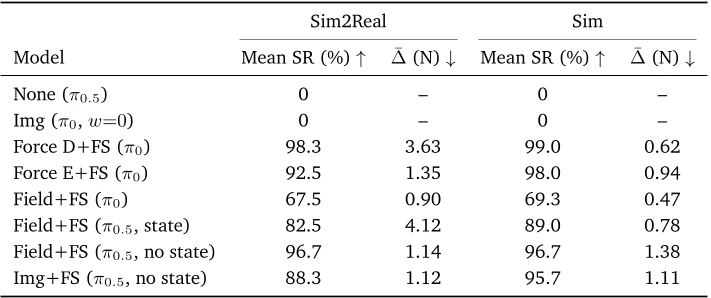 Sim2Real Sim
Model Mean SR (%) ↑ Δ̄ (N) ↓ Mean SR (%) ↑ Δ̄ (N) ↓
None (π₀.₅) 0 – 0 –
Img (π₀, w=0) 0 – 0 –
Force D+FS (π₀) 98.3 3.63 99.0 0.62
Force E+FS (π₀) 92.5 1.35 98.0 0.94
Field+FS (π₀) 67.5 0.90 69.3 0.47
Field+FS (π₀.₅, state) 82.5 4.12 89.0 0.78
Field+FS (π₀.₅, no state) 96.7 1.14 96.7 1.38
Img+FS (π₀.₅, no state) 88.3 1.12 95.7 1.11